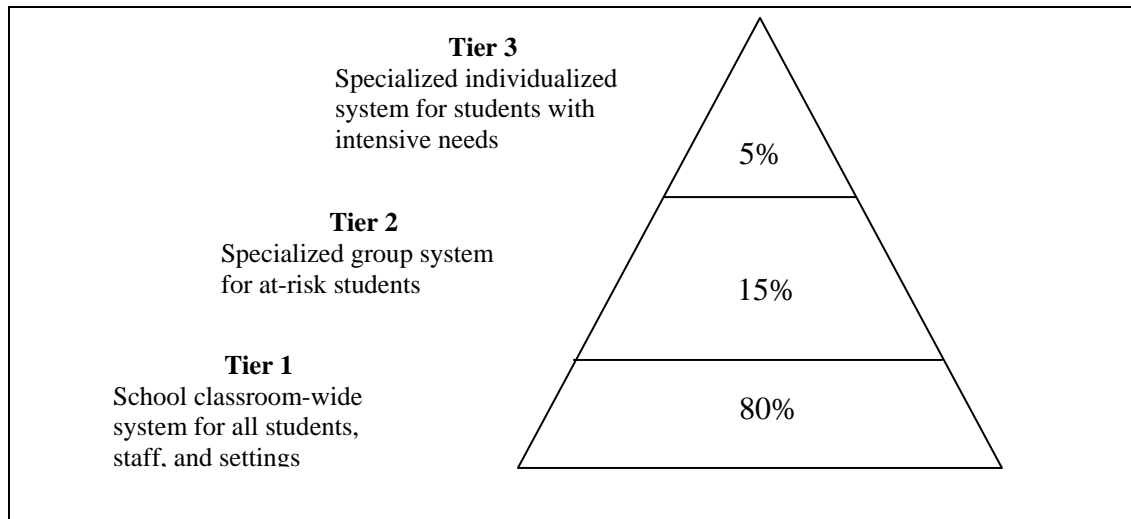 Tier 3
Specialized individualized
system for students with
intensive needs
5%
Tier 2
Specialized group system
for at-risk students
15%
Tier 1
School classroom-wide
system for all students,
staff, and settings
80%